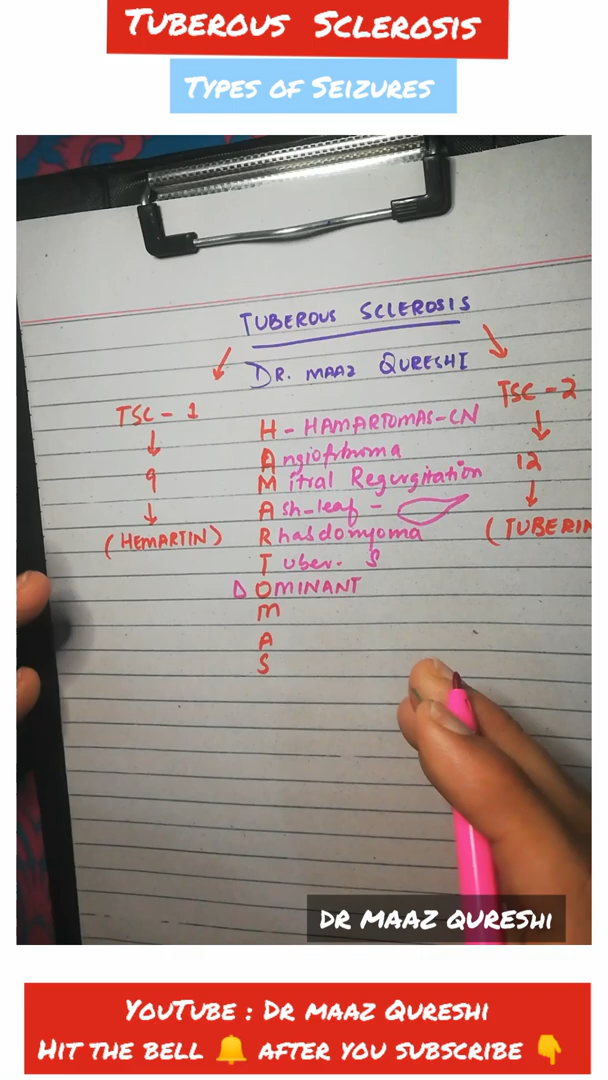 TUBEROUS SCLEROSIS
TYPES OF SEIZURES
TUBEROUS SCLEROSIS
DR. MAAZ QURESHI
TSC - 1
9
(HEMARTIN)
H - HAMARTOMAS - CN
Angiofibroma
Mitral Regurgitation
Ash-leaf -
Rhabdomyoma
Tuber. S
DOMINANT
M
A
S
TSC - 2
12
(TUBERIN
DR MAAZ QURESHI
YOUTUBE : DR MAAZ QURESHI
HIT THE BELL 🔔 AFTER YOU SUBSCRIBE 👇